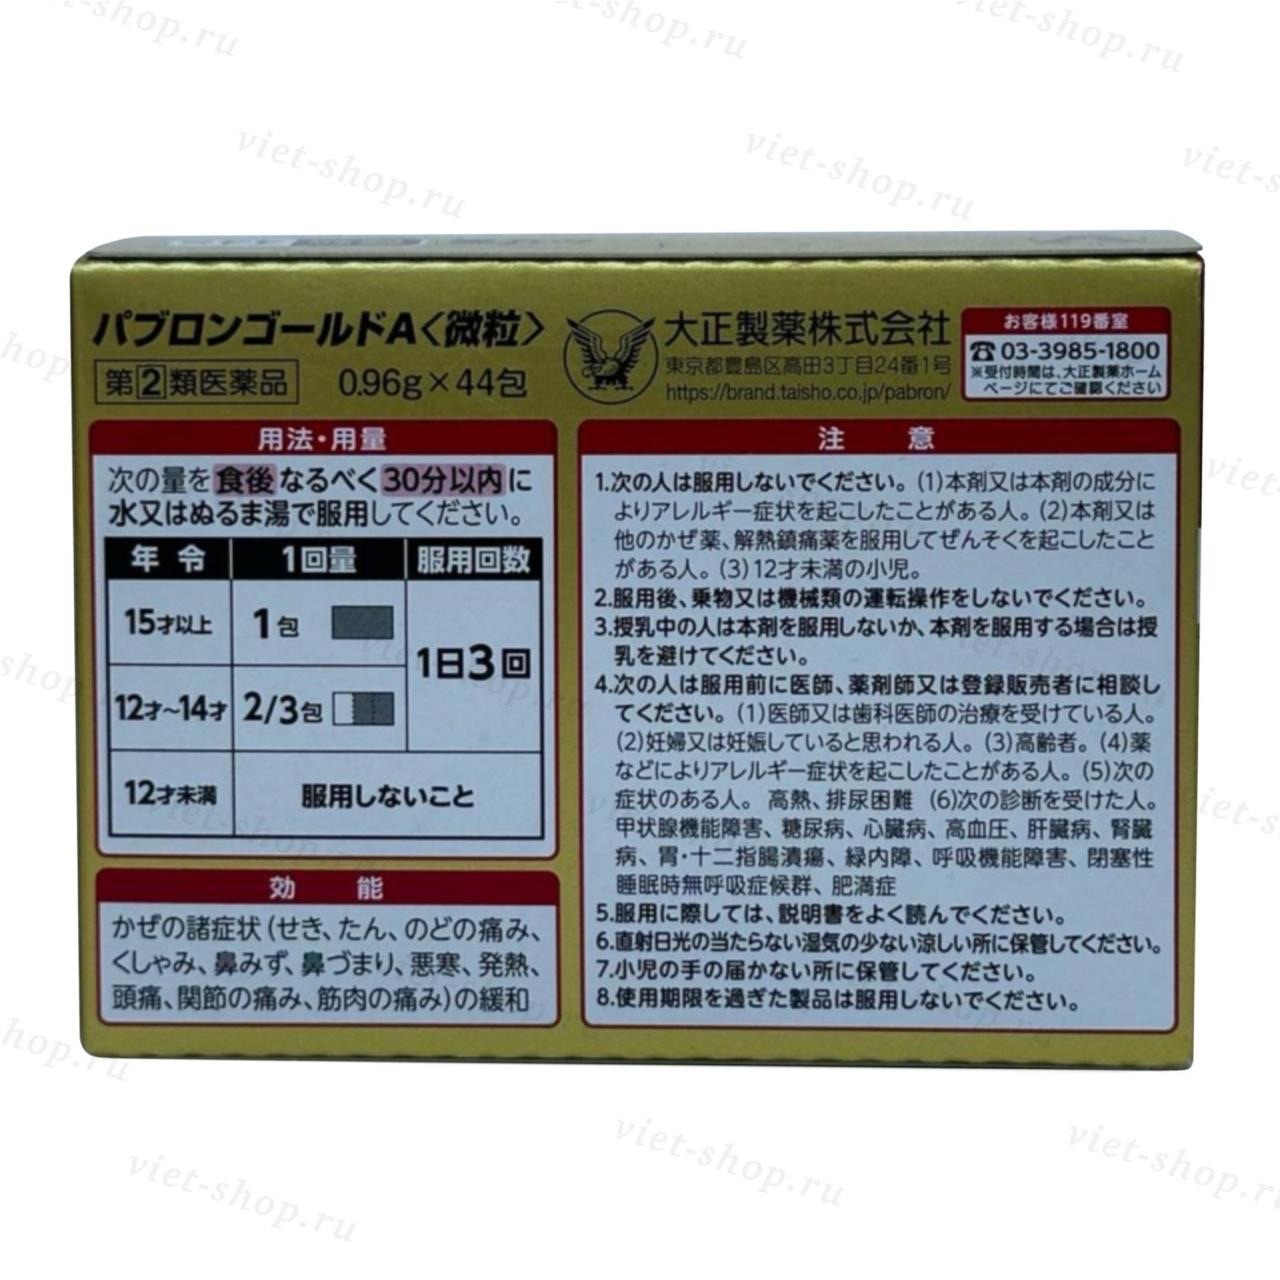 パブロンゴールドA〈微粒〉
第②類医薬品 0.96g×44包
大正製薬株式会社
東京都豊島区高田3丁目24番1号
https://brand.taisho.co.jp/pabron/
お客様119番室
☎03-3985-1800
※受付時間は、大正製薬ホーム
ページにてご確認ください
用法・用量
次の量を食後なるべく30分以内に
水又はぬるま湯で服用してください。
年令 1回量 服用回数
15才以上 1包
1日3回
12才〜14才 2/3包
12才未満 服用しないこと
効 能
かぜの諸症状(せき、たん、のどの痛み、
くしゃみ、鼻みず、鼻づまり、悪寒、発熱、
頭痛、関節の痛み、筋肉の痛み)の緩和
注 意
1.次の人は服用しないでください。(1)本剤又は本剤の成分に
よりアレルギー症状を起こしたことがある人。(2)本剤又は
他のかぜ薬、解熱鎮痛薬を服用してぜんそくを起こしたこと
がある人。(3)12才未満の小児。
2.服用後、乗物又は機械類の運転操作をしないでください。
3.授乳中の人は本剤を服用しないか、本剤を服用する場合は授
乳を避けてください。
4.次の人は服用前に医師、薬剤師又は登録販売者に相談し
てください。(1)医師又は歯科医師の治療を受けている人。
(2)妊婦又は妊娠していると思われる人。(3)高齢者。(4)薬
などによりアレルギー症状を起こしたことがある人。(5)次の
症状のある人。 高熱、排尿困難 (6)次の診断を受けた人。
甲状腺機能障害、糖尿病、心臓病、高血圧、肝臓病、腎臓
病、胃・十二指腸潰瘍、緑内障、呼吸機能障害、閉塞性
睡眠時無呼吸症候群、肥満症
5.服用に際しては、説明書をよく読んでください。
6.直射日光の当たらない湿気の少ない涼しい所に保管してください。
7.小児の手の届かない所に保管してください。
8.使用期限を過ぎた製品は服用しないでください。
viet-shop.ru